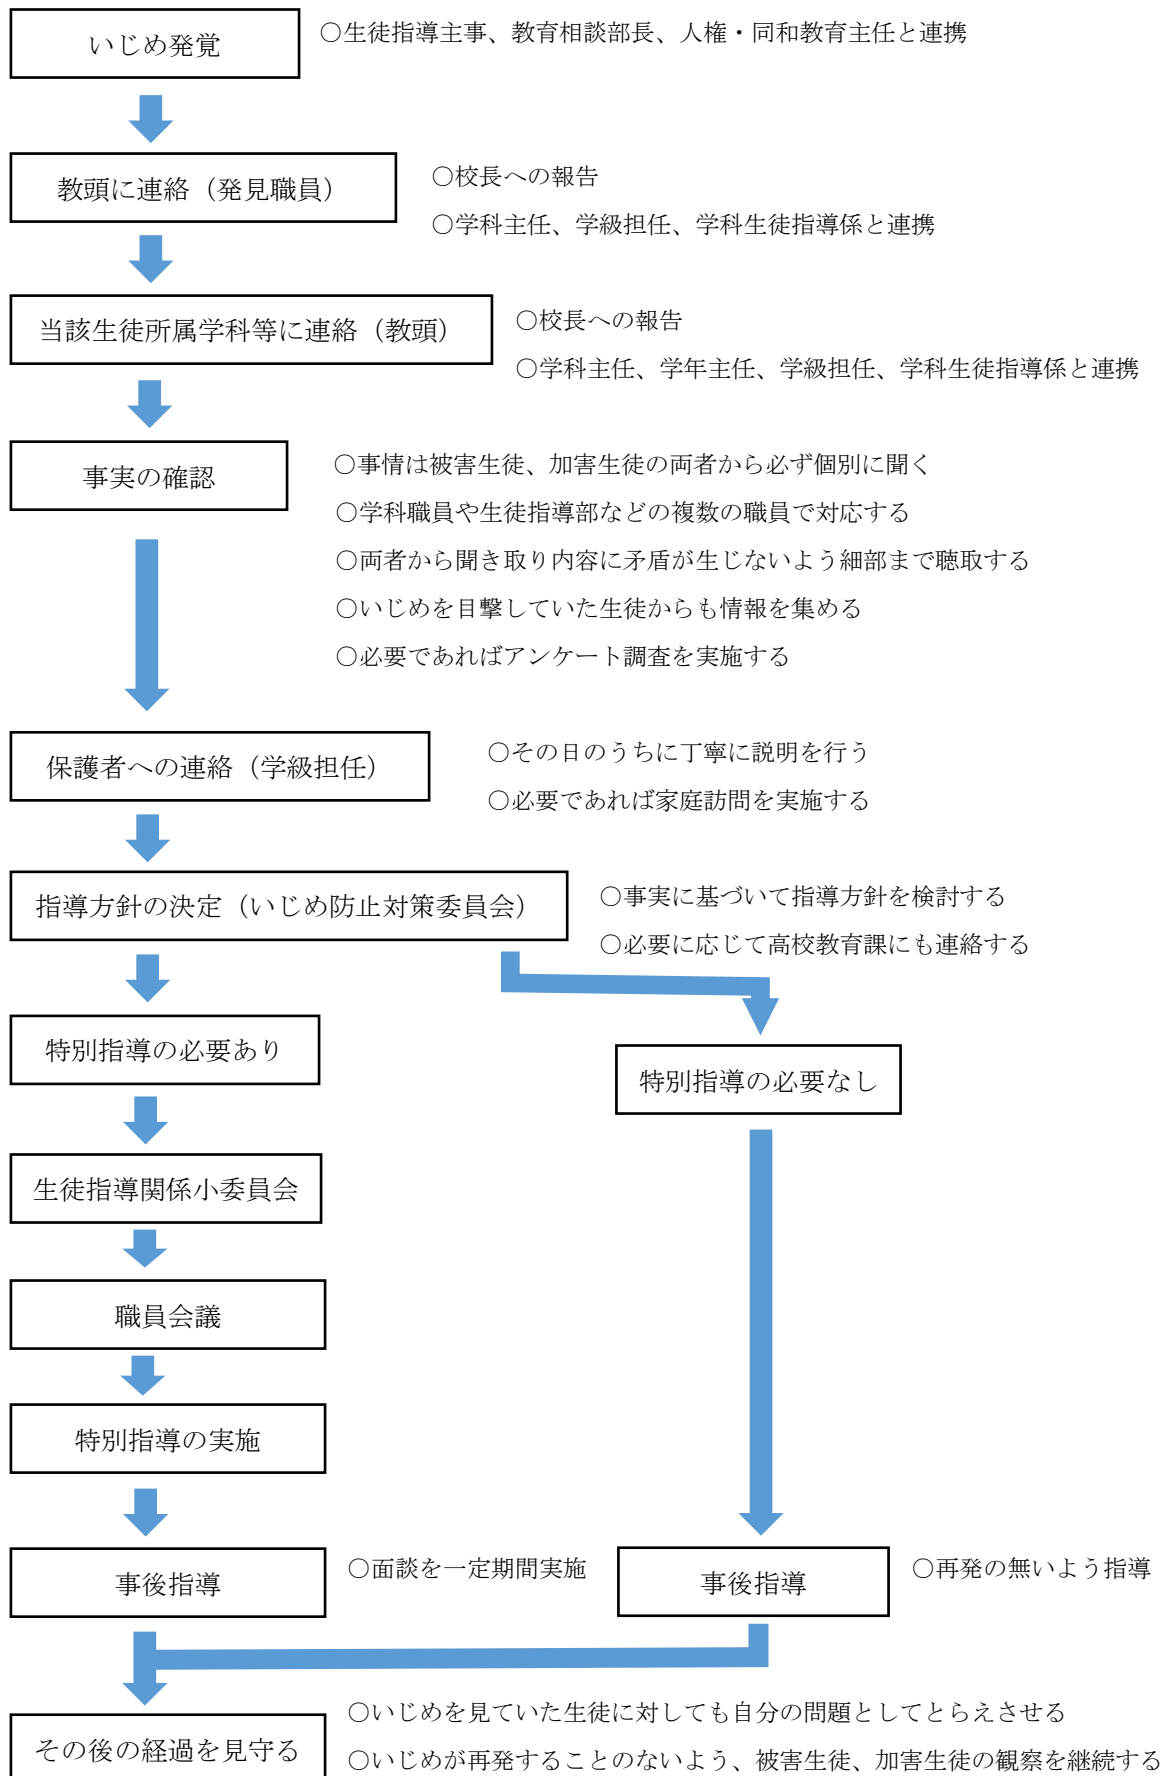 いじめ発覚
○生徒指導主事、教育相談部長、人権・同和教育主任と連携
教頭に連絡（発見職員）
○校長への報告
○学科主任、学級担任、学科生徒指導係と連携
当該生徒所属学科等に連絡（教頭）
○校長への報告
○学科主任、学年主任、学級担任、学科生徒指導係と連携
事実の確認
○事情は被害生徒、加害生徒の両者から必ず個別に聞く
○学科職員や生徒指導部などの複数の職員で対応する
○両者から聞き取り内容に矛盾が生じないよう細部まで聴取する
○いじめを目撃していた生徒からも情報を集める
○必要であればアンケート調査を実施する
保護者への連絡（学級担任）
○その日のうちに丁寧に説明を行う
○必要であれば家庭訪問を実施する
指導方針の決定（いじめ防止対策委員会）
○事実に基づいて指導方針を検討する
○必要に応じて高校教育課にも連絡する
特別指導の必要あり
特別指導の必要なし
生徒指導関係小委員会
職員会議
特別指導の実施
事後指導
○面談を一定期間実施
事後指導
○再発の無いよう指導
その後の経過を見守る
○いじめを見ていた生徒に対しても自分の問題としてとらえさせる
○いじめが再発することのないよう、被害生徒、加害生徒の観察を継続する